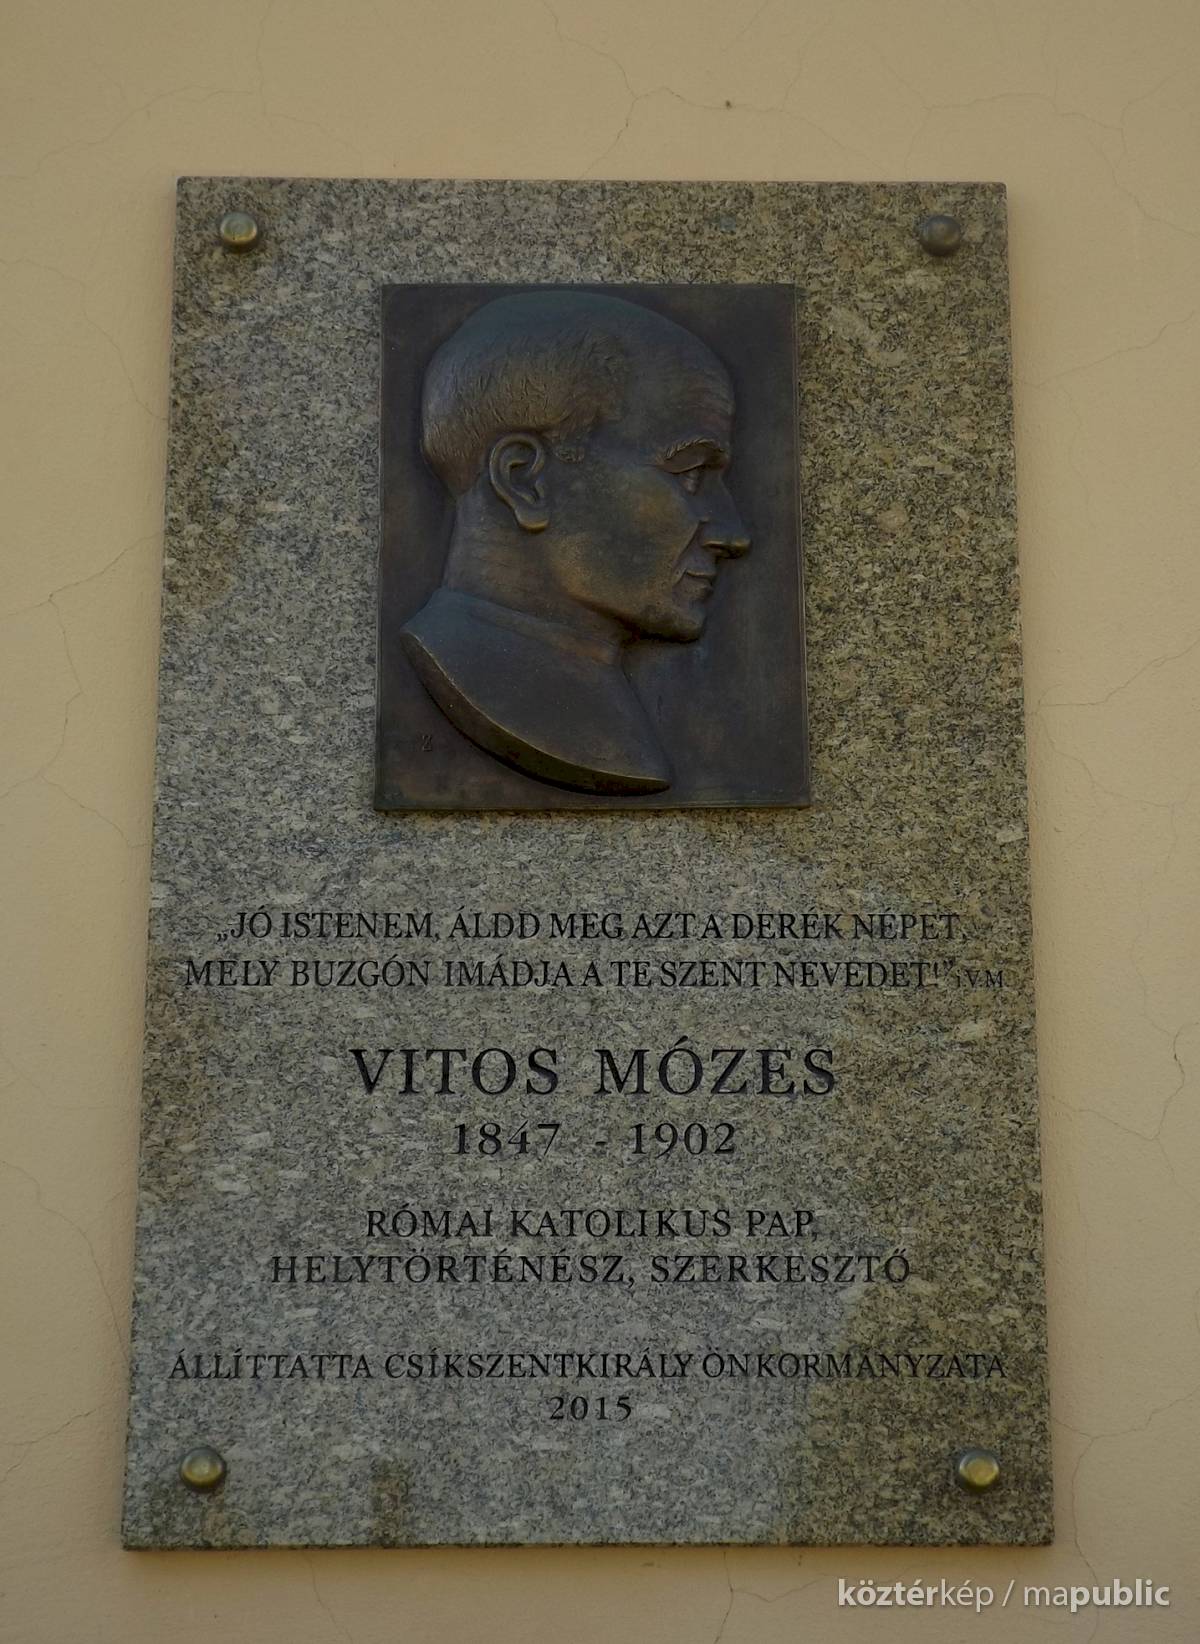 „JÓ ISTENEM, ÁLDD MEG AZT A DERÉK NÉPET,
MELY BUZGÓN IMÁDJA A TE SZENT NEVEDET!” V.M.
VITOS MÓZES
1847 - 1902
RÓMAI KATOLIKUS PAP,
HELYTÖRTÉNÉSZ, SZERKESZTŐ
ÁLLÍTTATTA CSÍKSZENTKIRÁLY ÖNKORMÁNYZATA
2015
köztérkép / mapublic